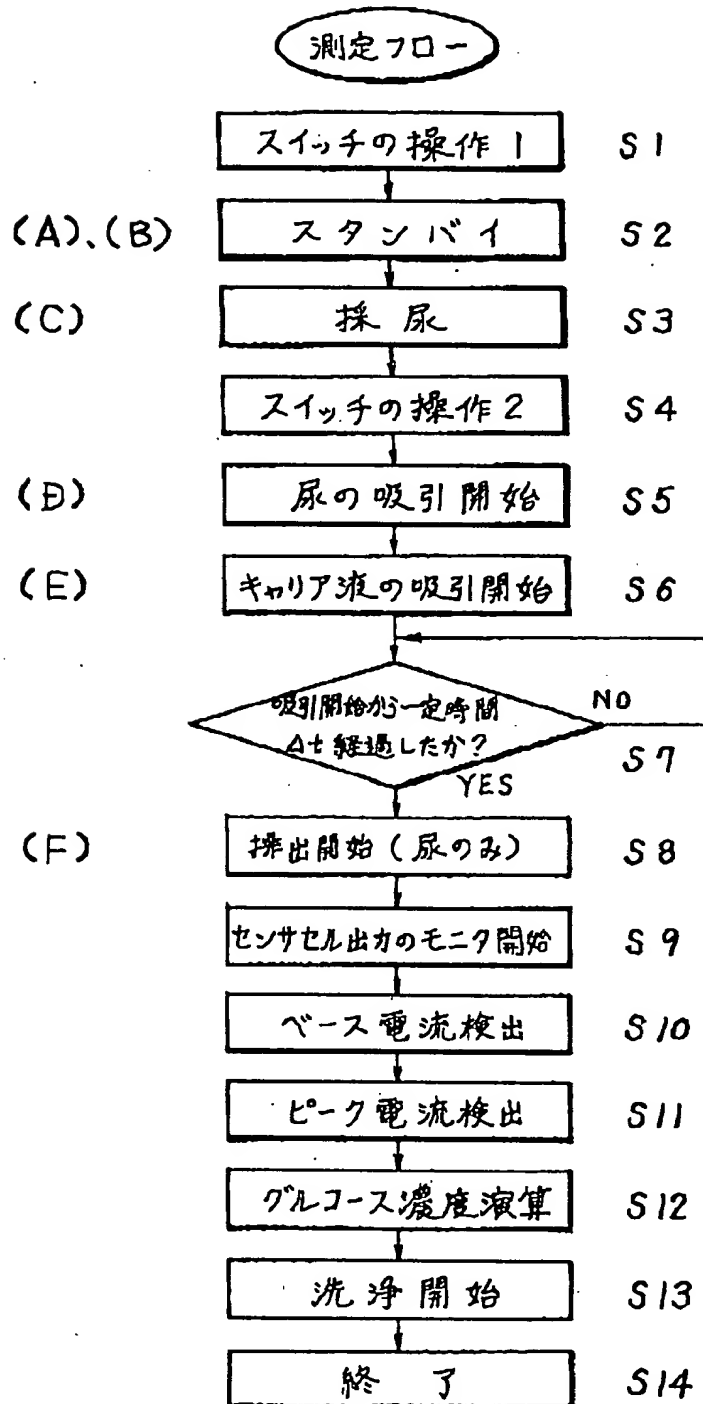 測定フロー
スイッチの操作1 S1
(A)、(B) スタンバイ S2
(C) 採尿 S3
スイッチの操作2 S4
(D) 尿の吸引開始 S5
(E) キャリア液の吸引開始 S6
吸引開始から一定時間 NO
Δt経過したか? S7
YES
(F) 排出開始(尿のみ) S8
センサセル出力のモニタ開始 S9
ベース電流検出 S10
ピーク電流検出 S11
グルコース濃度演算 S12
洗浄開始 S13
終了 S14